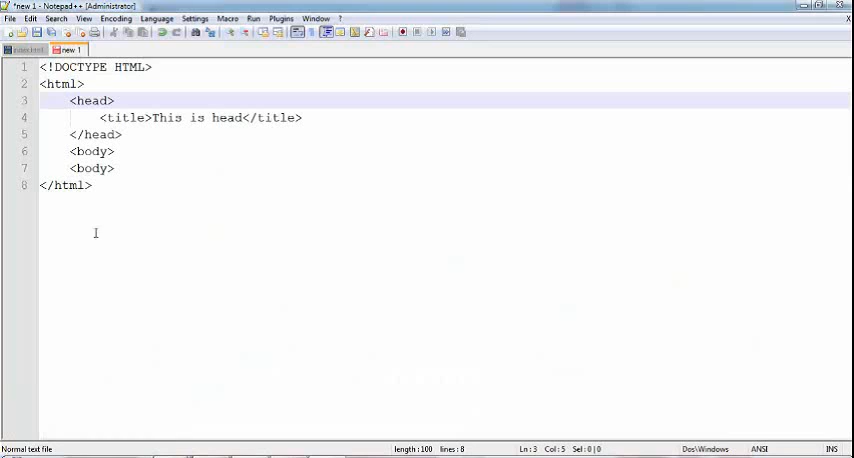 *new 1 - Notepad++ [Administrator]
File Edit Search View Encoding Language Settings Macro Run Plugins Window ?
X
index.html new 1
1 <!DOCTYPE HTML>
2 <html>
3 <head>
4 <title>This is head</title>
5 </head>
6 <body>
7 <body>
8 </html>
Normal text file length:100 lines:8 Ln:3 Col:5 Sel:0|0 Dos\Windows ANSI INS